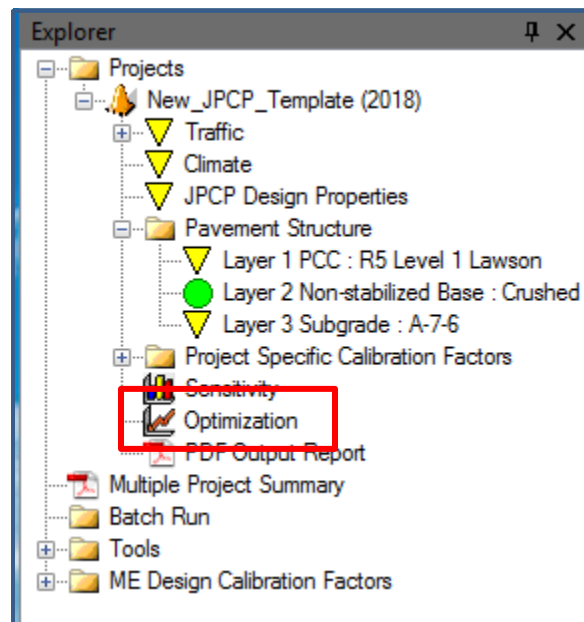 Explorer
Projects
New_JPCP_Template (2018)
Traffic
Climate
JPCP Design Properties
Pavement Structure
Layer 1 PCC : R5 Level 1 Lawson
Layer 2 Non-stabilized Base : Crushed
Layer 3 Subgrade : A-7-6
Project Specific Calibration Factors
Sensitivity
Optimization
PDF Output Report
Multiple Project Summary
Batch Run
Tools
ME Design Calibration Factors